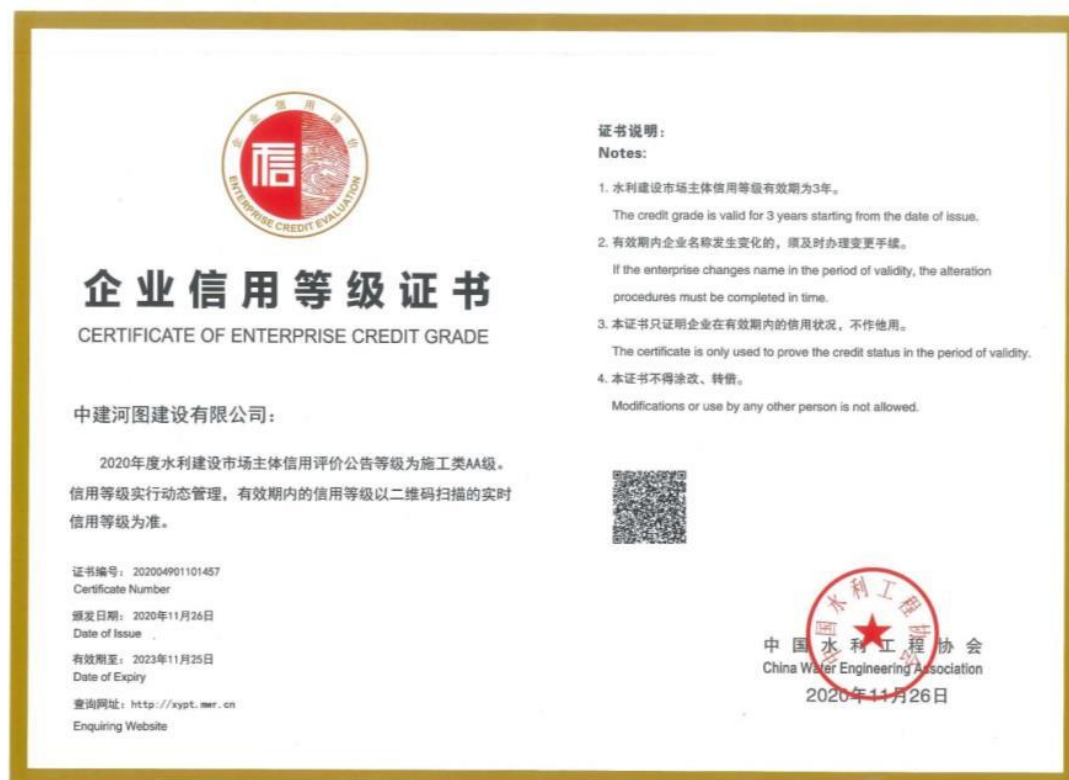 企业信用评价
信
ENTERPRISE CREDIT EVALUATION
企业信用等级证书
CERTIFICATE OF ENTERPRISE CREDIT GRADE
中建河图建设有限公司：
2020年度水利建设市场主体信用评价公告等级为施工类AA级。
信用等级实行动态管理，有效期内的信用等级以二维码扫描的实时
信用等级为准。
证书编号： 202004901101457
Certificate Number
颁发日期： 2020年11月26日
Date of Issue
有效期至： 2023年11月25日
Date of Expiry
查询网址：http://xypt.mwr.cn
Enquiring Website
证书说明：
Notes:
1. 水利建设市场主体信用等级有效期为3年。
The credit grade is valid for 3 years starting from the date of issue.
2. 有效期内企业名称发生变化的，须及时办理变更手续。
If the enterprise changes name in the period of validity, the alteration
procedures must be completed in time.
3. 本证书只证明企业在有效期内的信用状况，不作他用。
The certificate is only used to prove the credit status in the period of validity.
4. 本证书不得涂改、转借。
Modifications or use by any other person is not allowed.
中国水利工程协会
中国水利工程协会
China Water Engineering Association
2020年11月26日